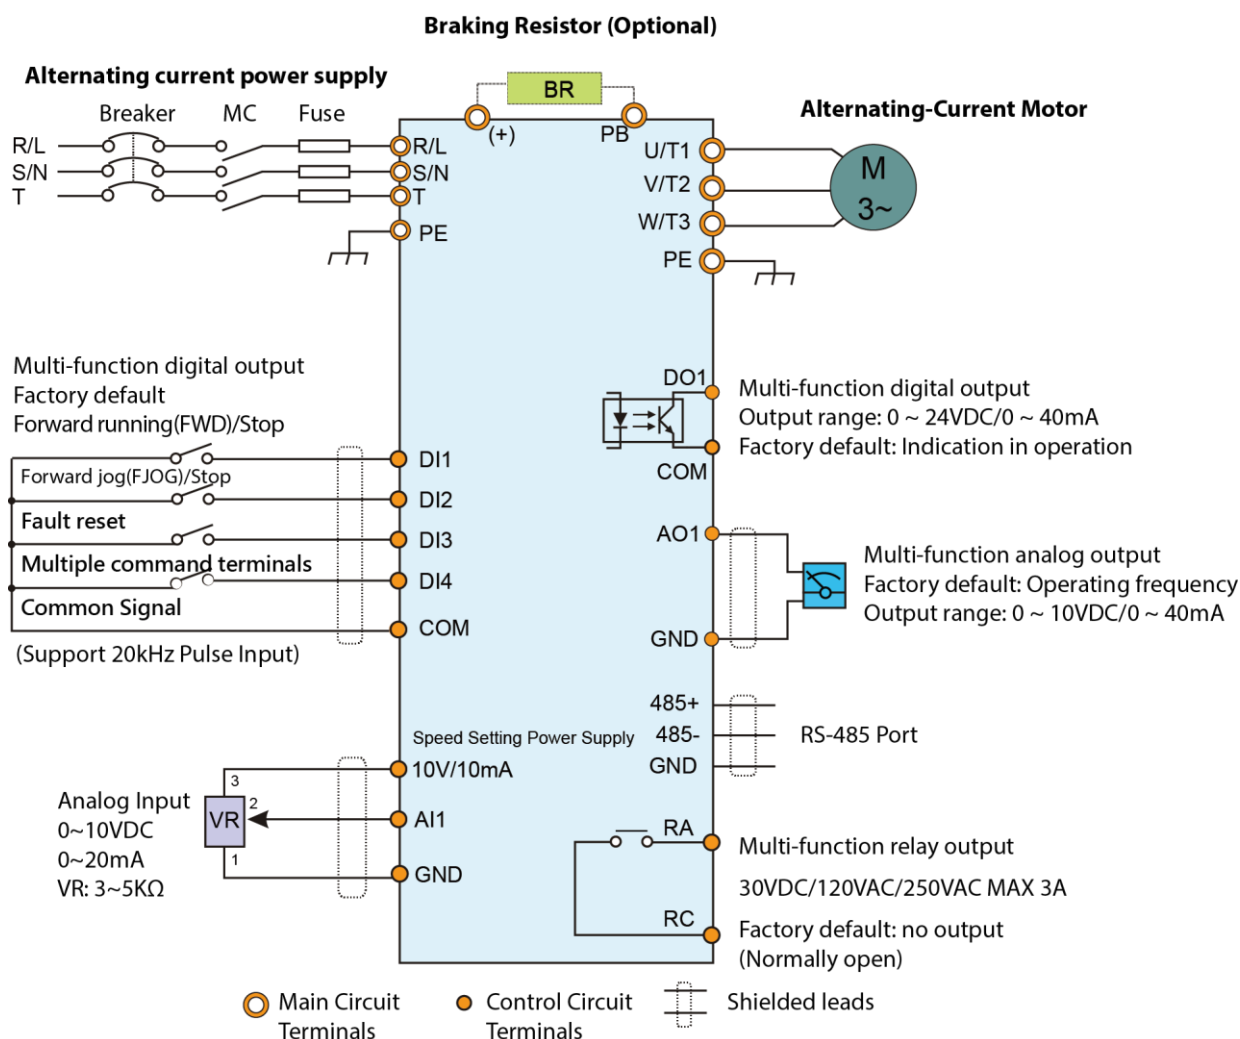 Braking Resistor (Optional)
Alternating current power supply
BR
Alternating-Current Motor
Breaker
MC
Fuse
(+)
PB
R/L
S/N
T
R/L
S/N
T
PE
U/T1
V/T2
W/T3
PE
M
3~
Multi-function digital output
Factory default
Forward running(FWD)/Stop
Forward jog(FJOG)/Stop
Fault reset
Multiple command terminals
Common Signal
(Support 20kHz Pulse Input)
DI1
DI2
DI3
DI4
COM
DO1
COM
Multi-function digital output
Output range: 0 ~ 24VDC/0 ~ 40mA
Factory default: Indication in operation
AO1
GND
Multi-function analog output
Factory default: Operating frequency
Output range: 0 ~ 10VDC/0 ~ 40mA
485+
485-
GND
RS-485 Port
Speed Setting Power Supply
10V/10mA
AI1
GND
3
2
1
VR
Analog Input
0~10VDC
0~20mA
VR: 3~5KΩ
RA
RC
Multi-function relay output
30VDC/120VAC/250VAC MAX 3A
Factory default: no output
(Normally open)
Main Circuit
Terminals
Control Circuit
Terminals
Shielded leads